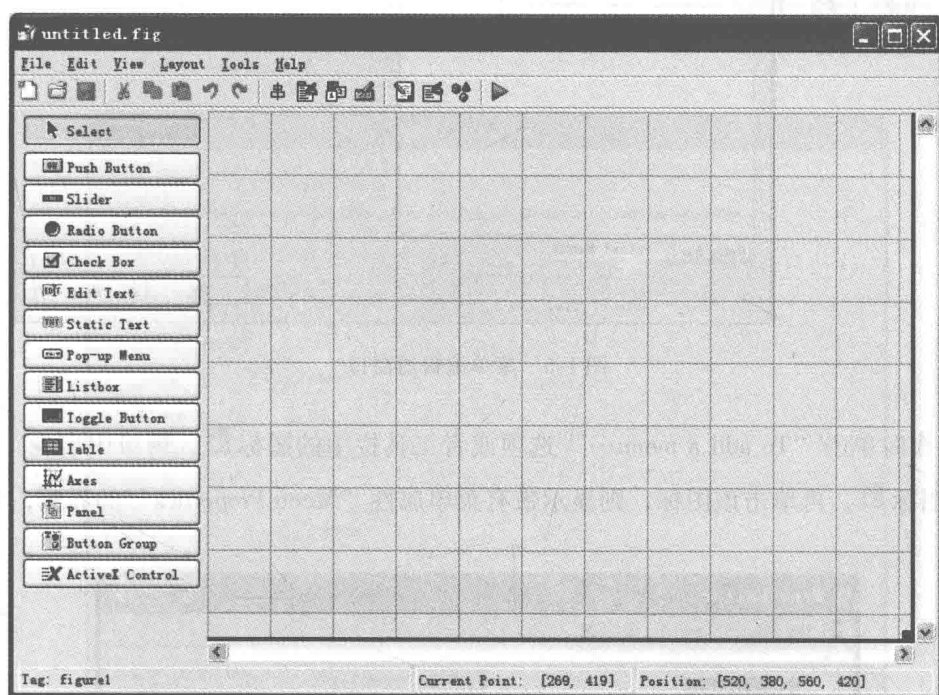 untitled.fig
File Edit View Layout Tools Help
Select
Push Button
Slider
Radio Button
Check Box
Edit Text
Static Text
Pop-up Menu
Listbox
Toggle Button
Table
Axes
Panel
Button Group
ActiveX Control
Tag: figure1
Current Point: [269, 419]
Position: [520, 380, 560, 420]